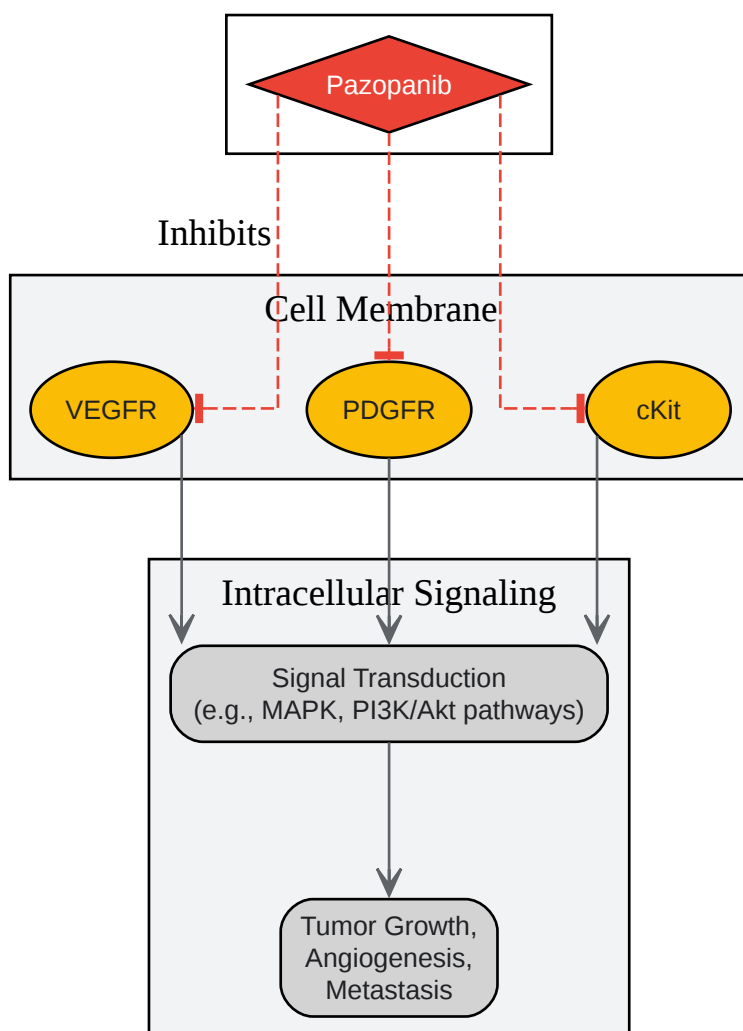 Pazopanib
Inhibits
Cell Membrane
VEGFR
PDGFR
cKit
Intracellular Signaling
Signal Transduction
(e.g., MAPK, PI3K/Akt pathways)
Tumor Growth,
Angiogenesis,
Metastasis